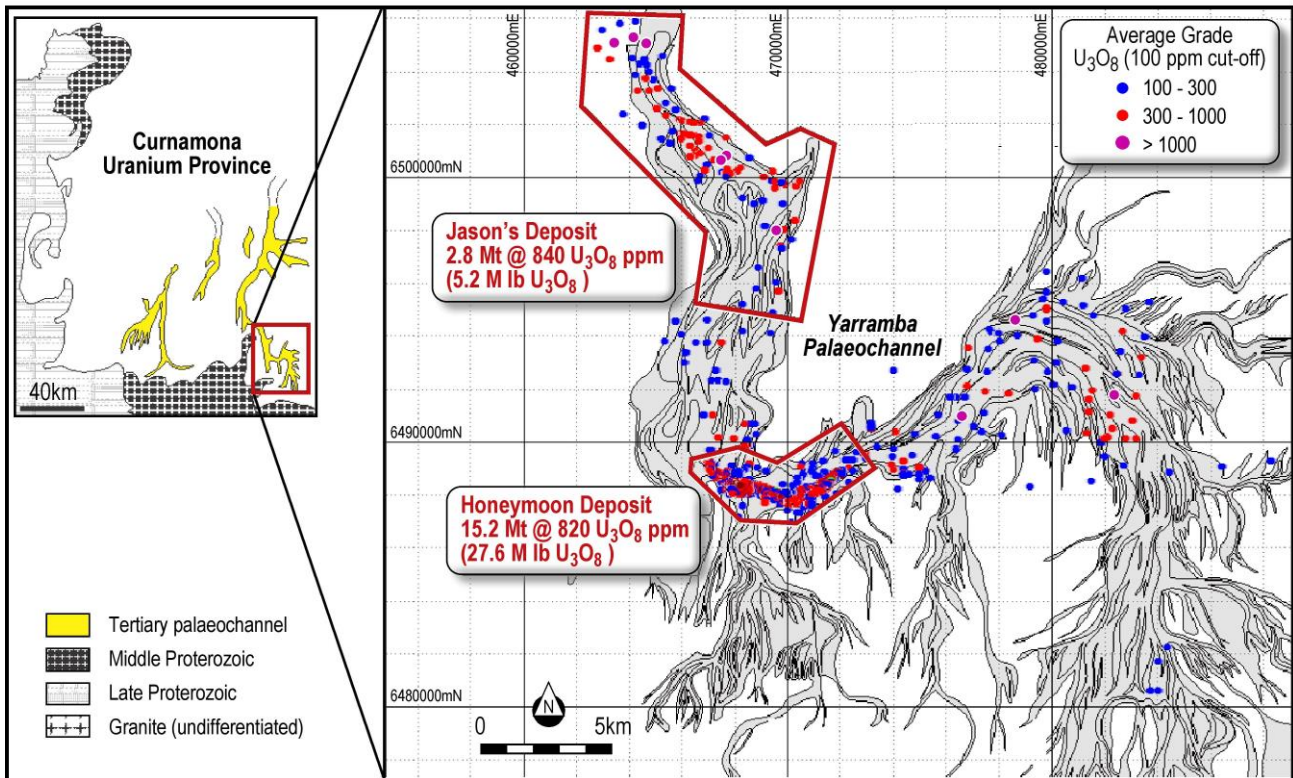 Curnamona
Uranium Province
40km
Tertiary palaeochannel
Middle Proterozoic
Late Proterozoic
Granite (undifferentiated)
460000mE
470000mE
480000mE
Average Grade
U₃O₈ (100 ppm cut-off)
100 - 300
300 - 1000
> 1000
6500000mN
Jason's Deposit
2.8 Mt @ 840 U₃O₈ ppm
(5.2 M lb U₃O₈ )
Yarramba
Palaeochannel
6490000mN
Honeymoon Deposit
15.2 Mt @ 820 U₃O₈ ppm
(27.6 M lb U₃O₈ )
6480000mN
N
0 5km